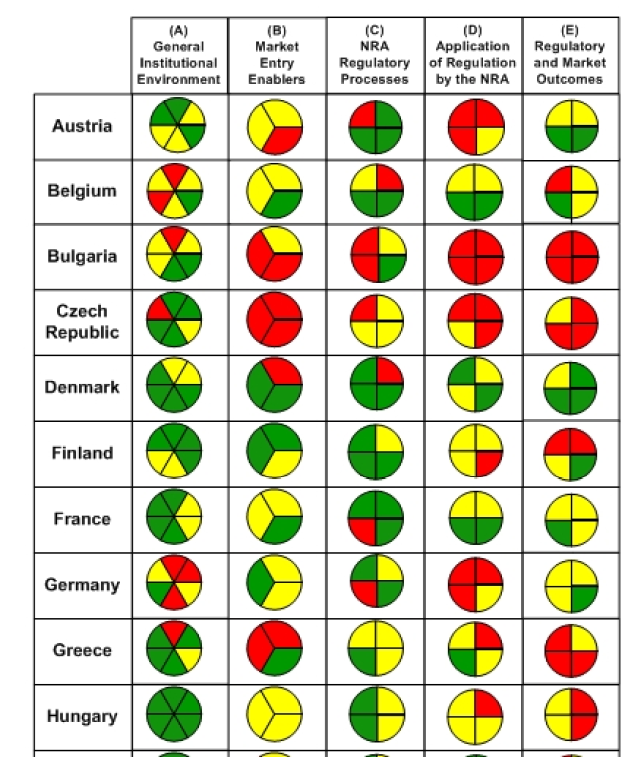 (A)
General
Institutional
Environment
(B)
Market
Entry
Enablers
(C)
NRA
Regulatory
Processes
(D)
Application
of Regulation
by the NRA
(E)
Regulatory
and Market
Outcomes
Austria
Belgium
Bulgaria
Czech
Republic
Denmark
Finland
France
Germany
Greece
Hungary